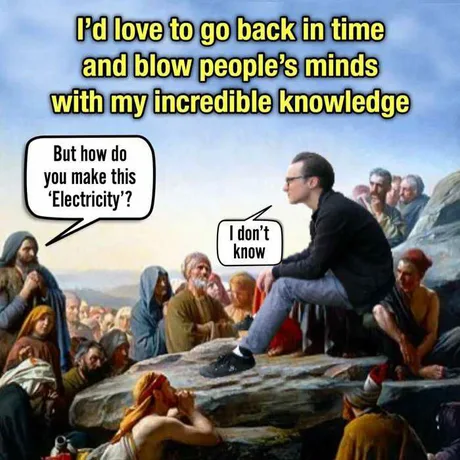 I'd love to go back in time
and blow people's minds
with my incredible knowledge
But how do
you make this
'Electricity'?
I don't
know